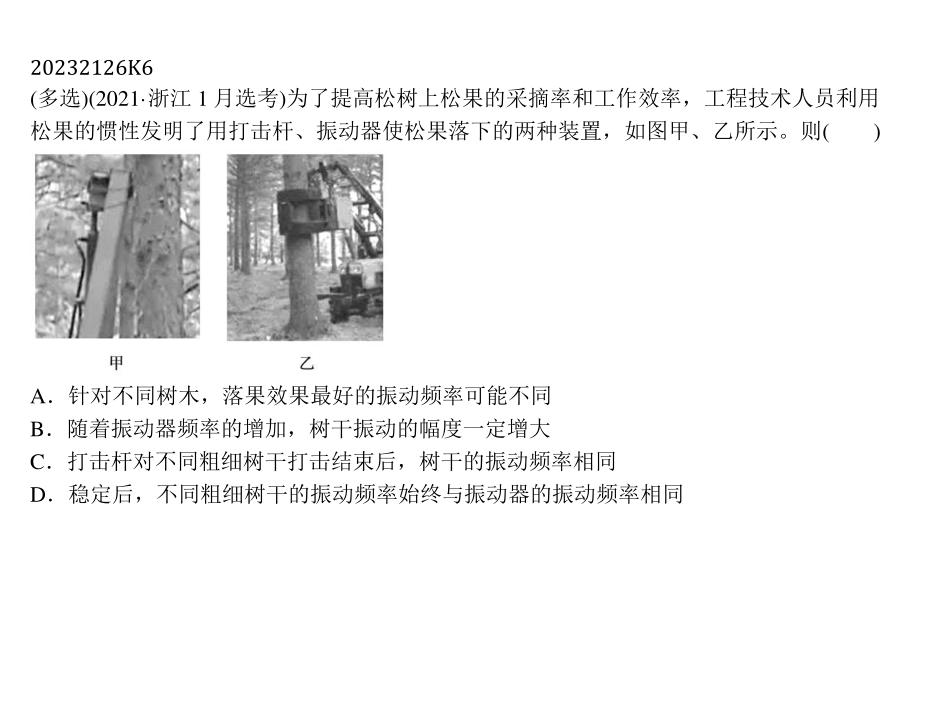 20232126K6
(多选)(2021·浙江 1 月选考)为了提高松树上松果的采摘率和工作效率，工程技术人员利用
松果的惯性发明了用打击杆、振动器使松果落下的两种装置，如图甲、乙所示。则(　　)
甲　乙
A．针对不同树木，落果效果最好的振动频率可能不同
B．随着振动器频率的增加，树干振动的幅度一定增大
C．打击杆对不同粗细树干打击结束后，树干的振动频率相同
D．稳定后，不同粗细树干的振动频率始终与振动器的振动频率相同